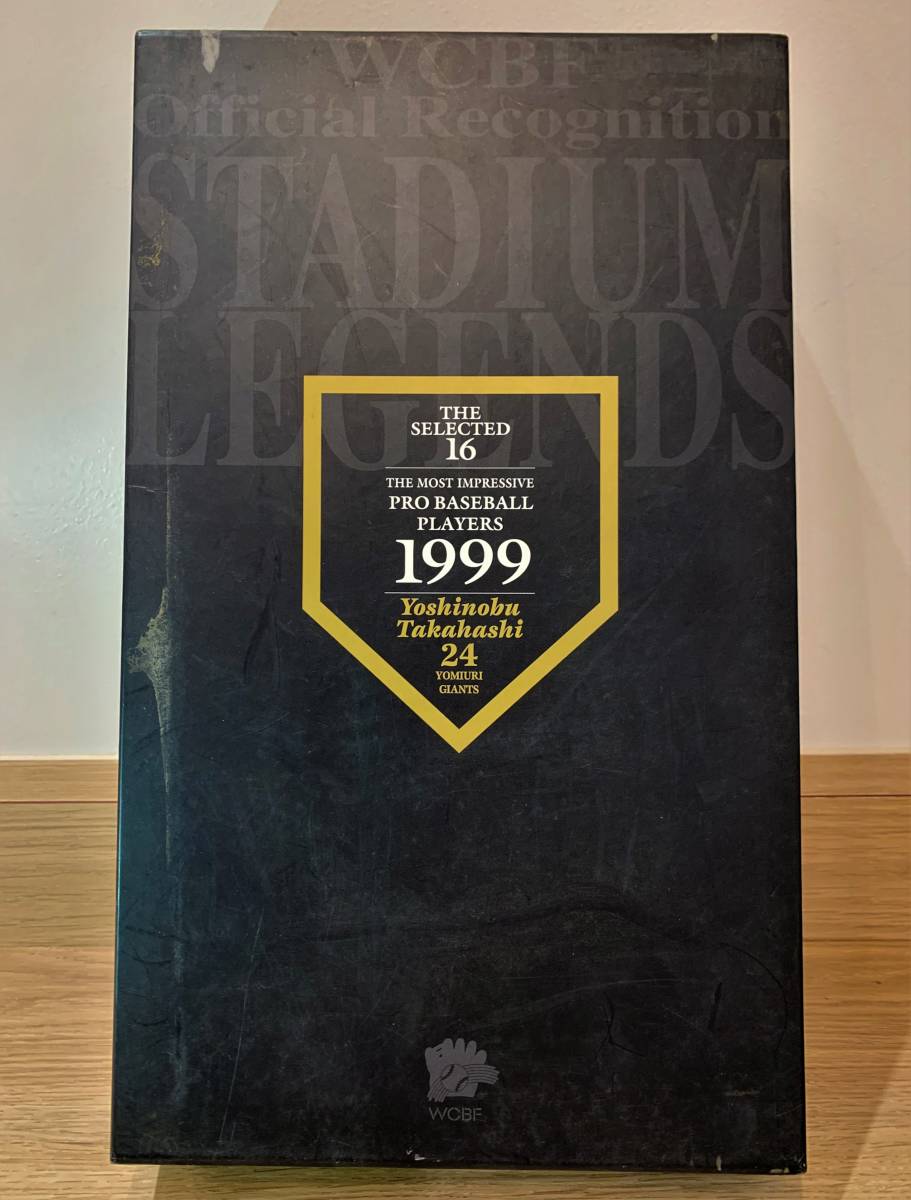 WCBF
Official Recognition
STADIUM
LEGENDS
THE
SELECTED
16
THE MOST IMPRESSIVE
PRO BASEBALL
PLAYERS
1999
Yoshinobu
Takahashi
24
YOMIURI
GIANTS
WCBF